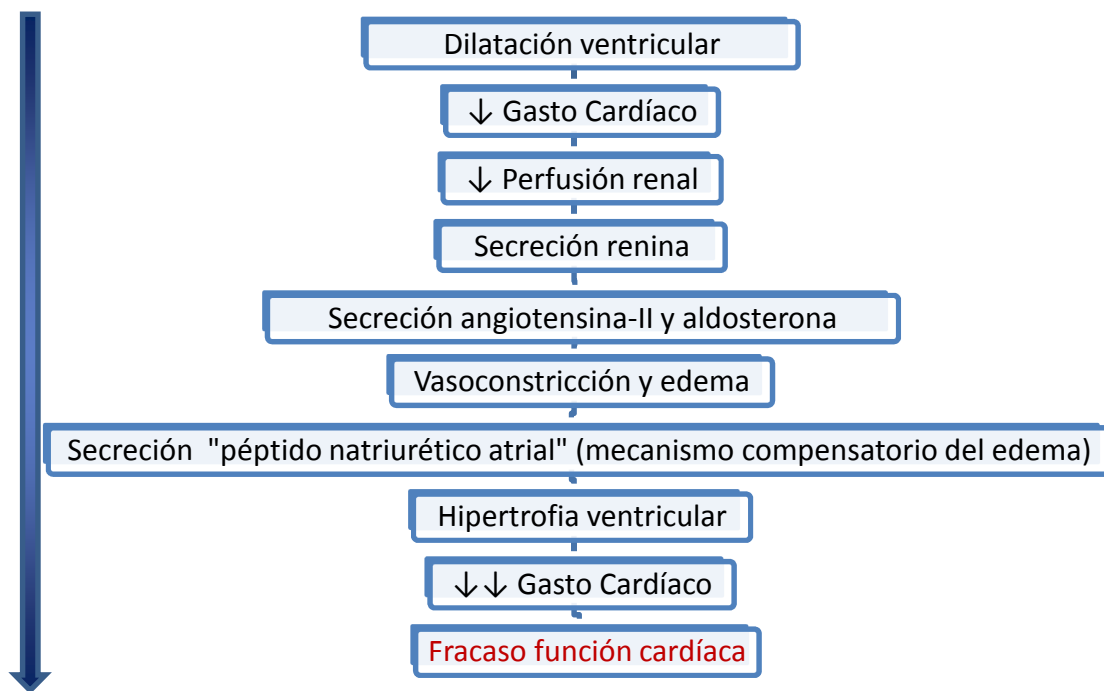 Dilatación ventricular
↓ Gasto Cardíaco
↓ Perfusión renal
Secreción renina
Secreción angiotensina-II y aldosterona
Vasoconstricción y edema
Secreción "péptido natriurético atrial" (mecanismo compensatorio del edema)
Hipertrofia ventricular
↓↓ Gasto Cardíaco
Fracaso función cardíaca